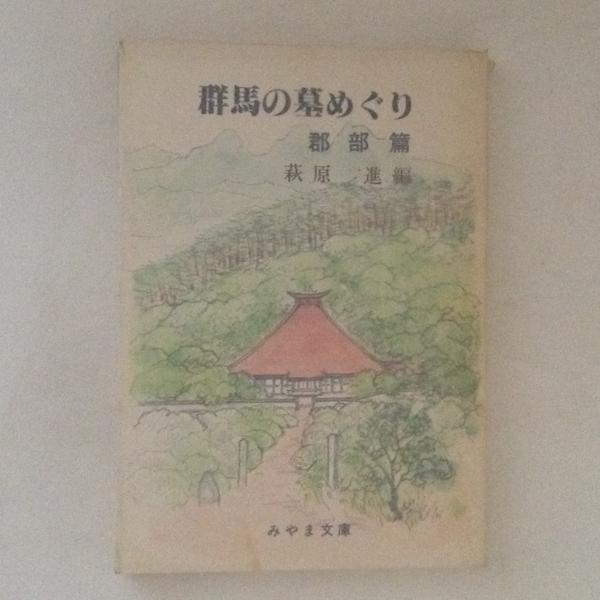 群馬の墓めぐり
郡部篇
萩原 進編
みやま文庫